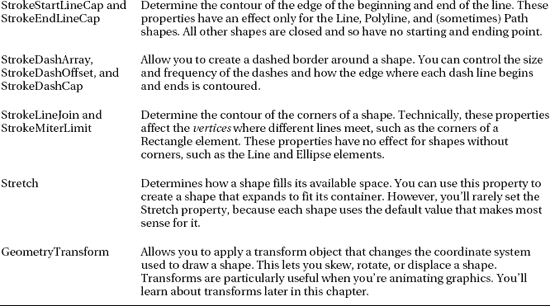 StrokeStartLineCap and Determine the contour of the edge of the beginning and end of the line. These
StrokeEndLineCap properties have an effect only for the Line, Polyline, and (sometimes) Path
shapes. All other shapes are closed and so have no starting and ending point.
StrokeDashArray, Allow you to create a dashed border around a shape. You can control the
StrokeDashOffset, and size and frequency of the dashes and how the edge where each dash line begins
StrokeDashCap and ends is contoured.
StrokeLineJoin and Determine the contour of the corners of a shape. Technically, these properties
StrokeMiterLimit affect the vertices where different lines meet, such as the corners of a
Rectangle element. These properties have no effect for shapes without
corners, such as the Line and Ellipse elements.
Stretch Determines how a shape fills its available space. You can use this property to
create a shape that expands to fit its container. However, you'll rarely set the
Stretch property, because each shape uses the default value that makes most
sense for it.
GeometryTransform Allows you to apply a transform object that changes the coordinate system
used to draw a shape. This lets you skew, rotate, or displace a shape.
Transforms are particularly useful when you're animating graphics. You'll
learn about transforms later in this chapter.